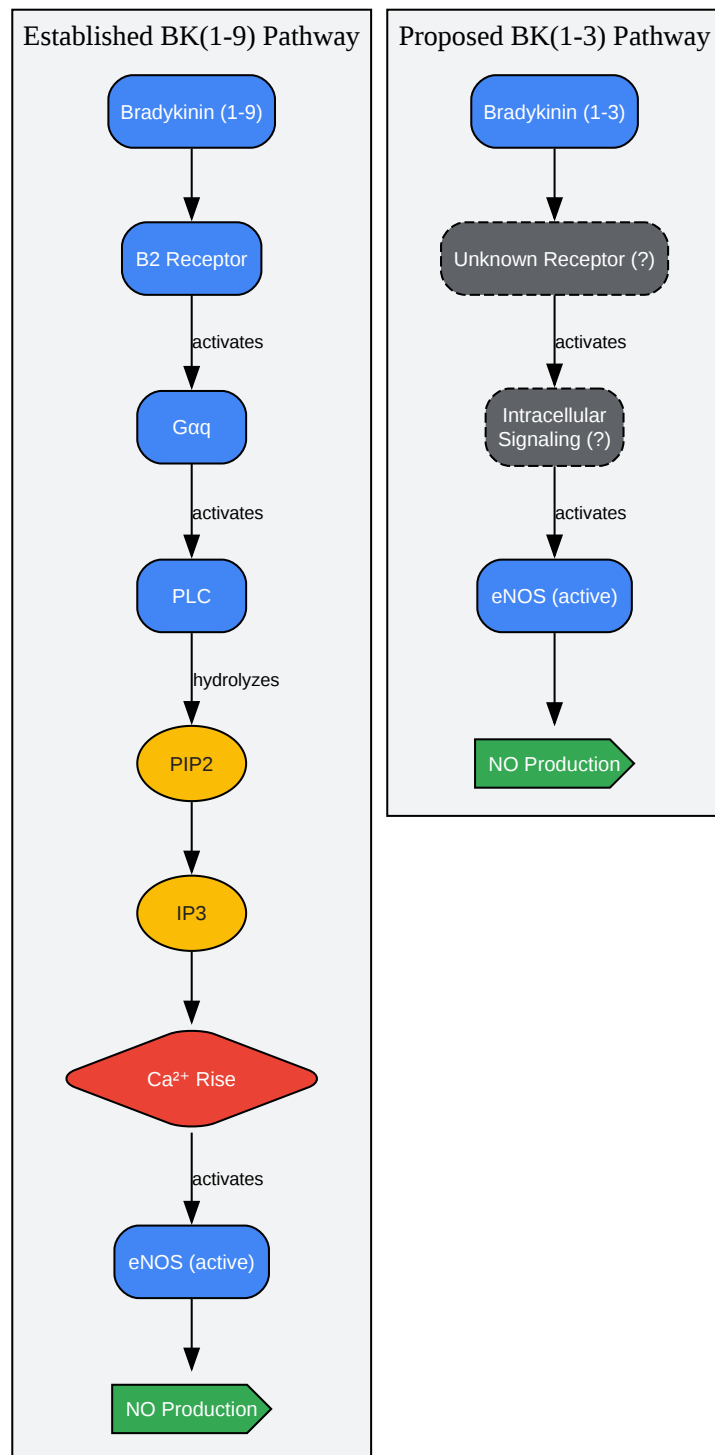 Established BK(1-9) Pathway
Bradykinin (1-9)
B2 Receptor
activates
Gαq
activates
PLC
hydrolyzes
PIP2
IP3
Ca²⁺ Rise
activates
eNOS (active)
NO Production
Proposed BK(1-3) Pathway
Bradykinin (1-3)
Unknown Receptor (?)
activates
Intracellular
Signaling (?)
activates
eNOS (active)
NO Production